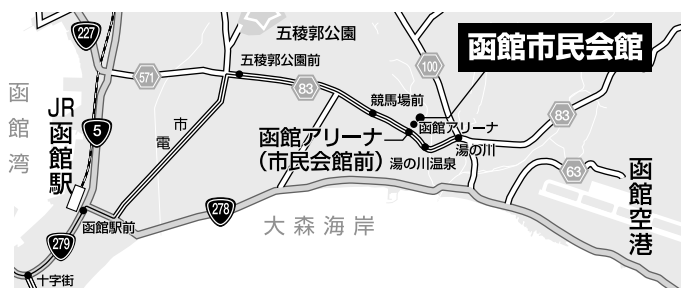 227
五稜郭公園
函館市民会館
五稜郭公園前
571
100
83
函館湾
JR函館駅
5
市電
競馬場前
83
函館アリーナ
函館アリーナ
(市民会館前)
湯の川
湯の川温泉
63
函館空港
278
大森海岸
函館駅前
279
十字街